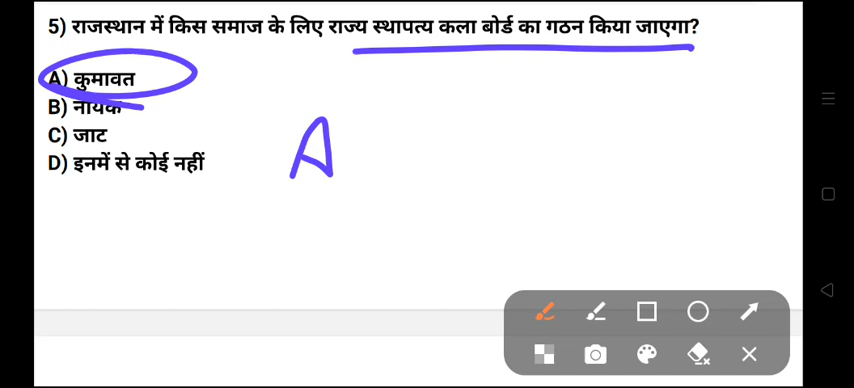 5) राजस्थान में किस समाज के लिए राज्य स्थापत्य कला बोर्ड का गठन किया जाएगा?
A) कुमावत
B) नायक
C) जाट
D) इनमें से कोई नहीं
A